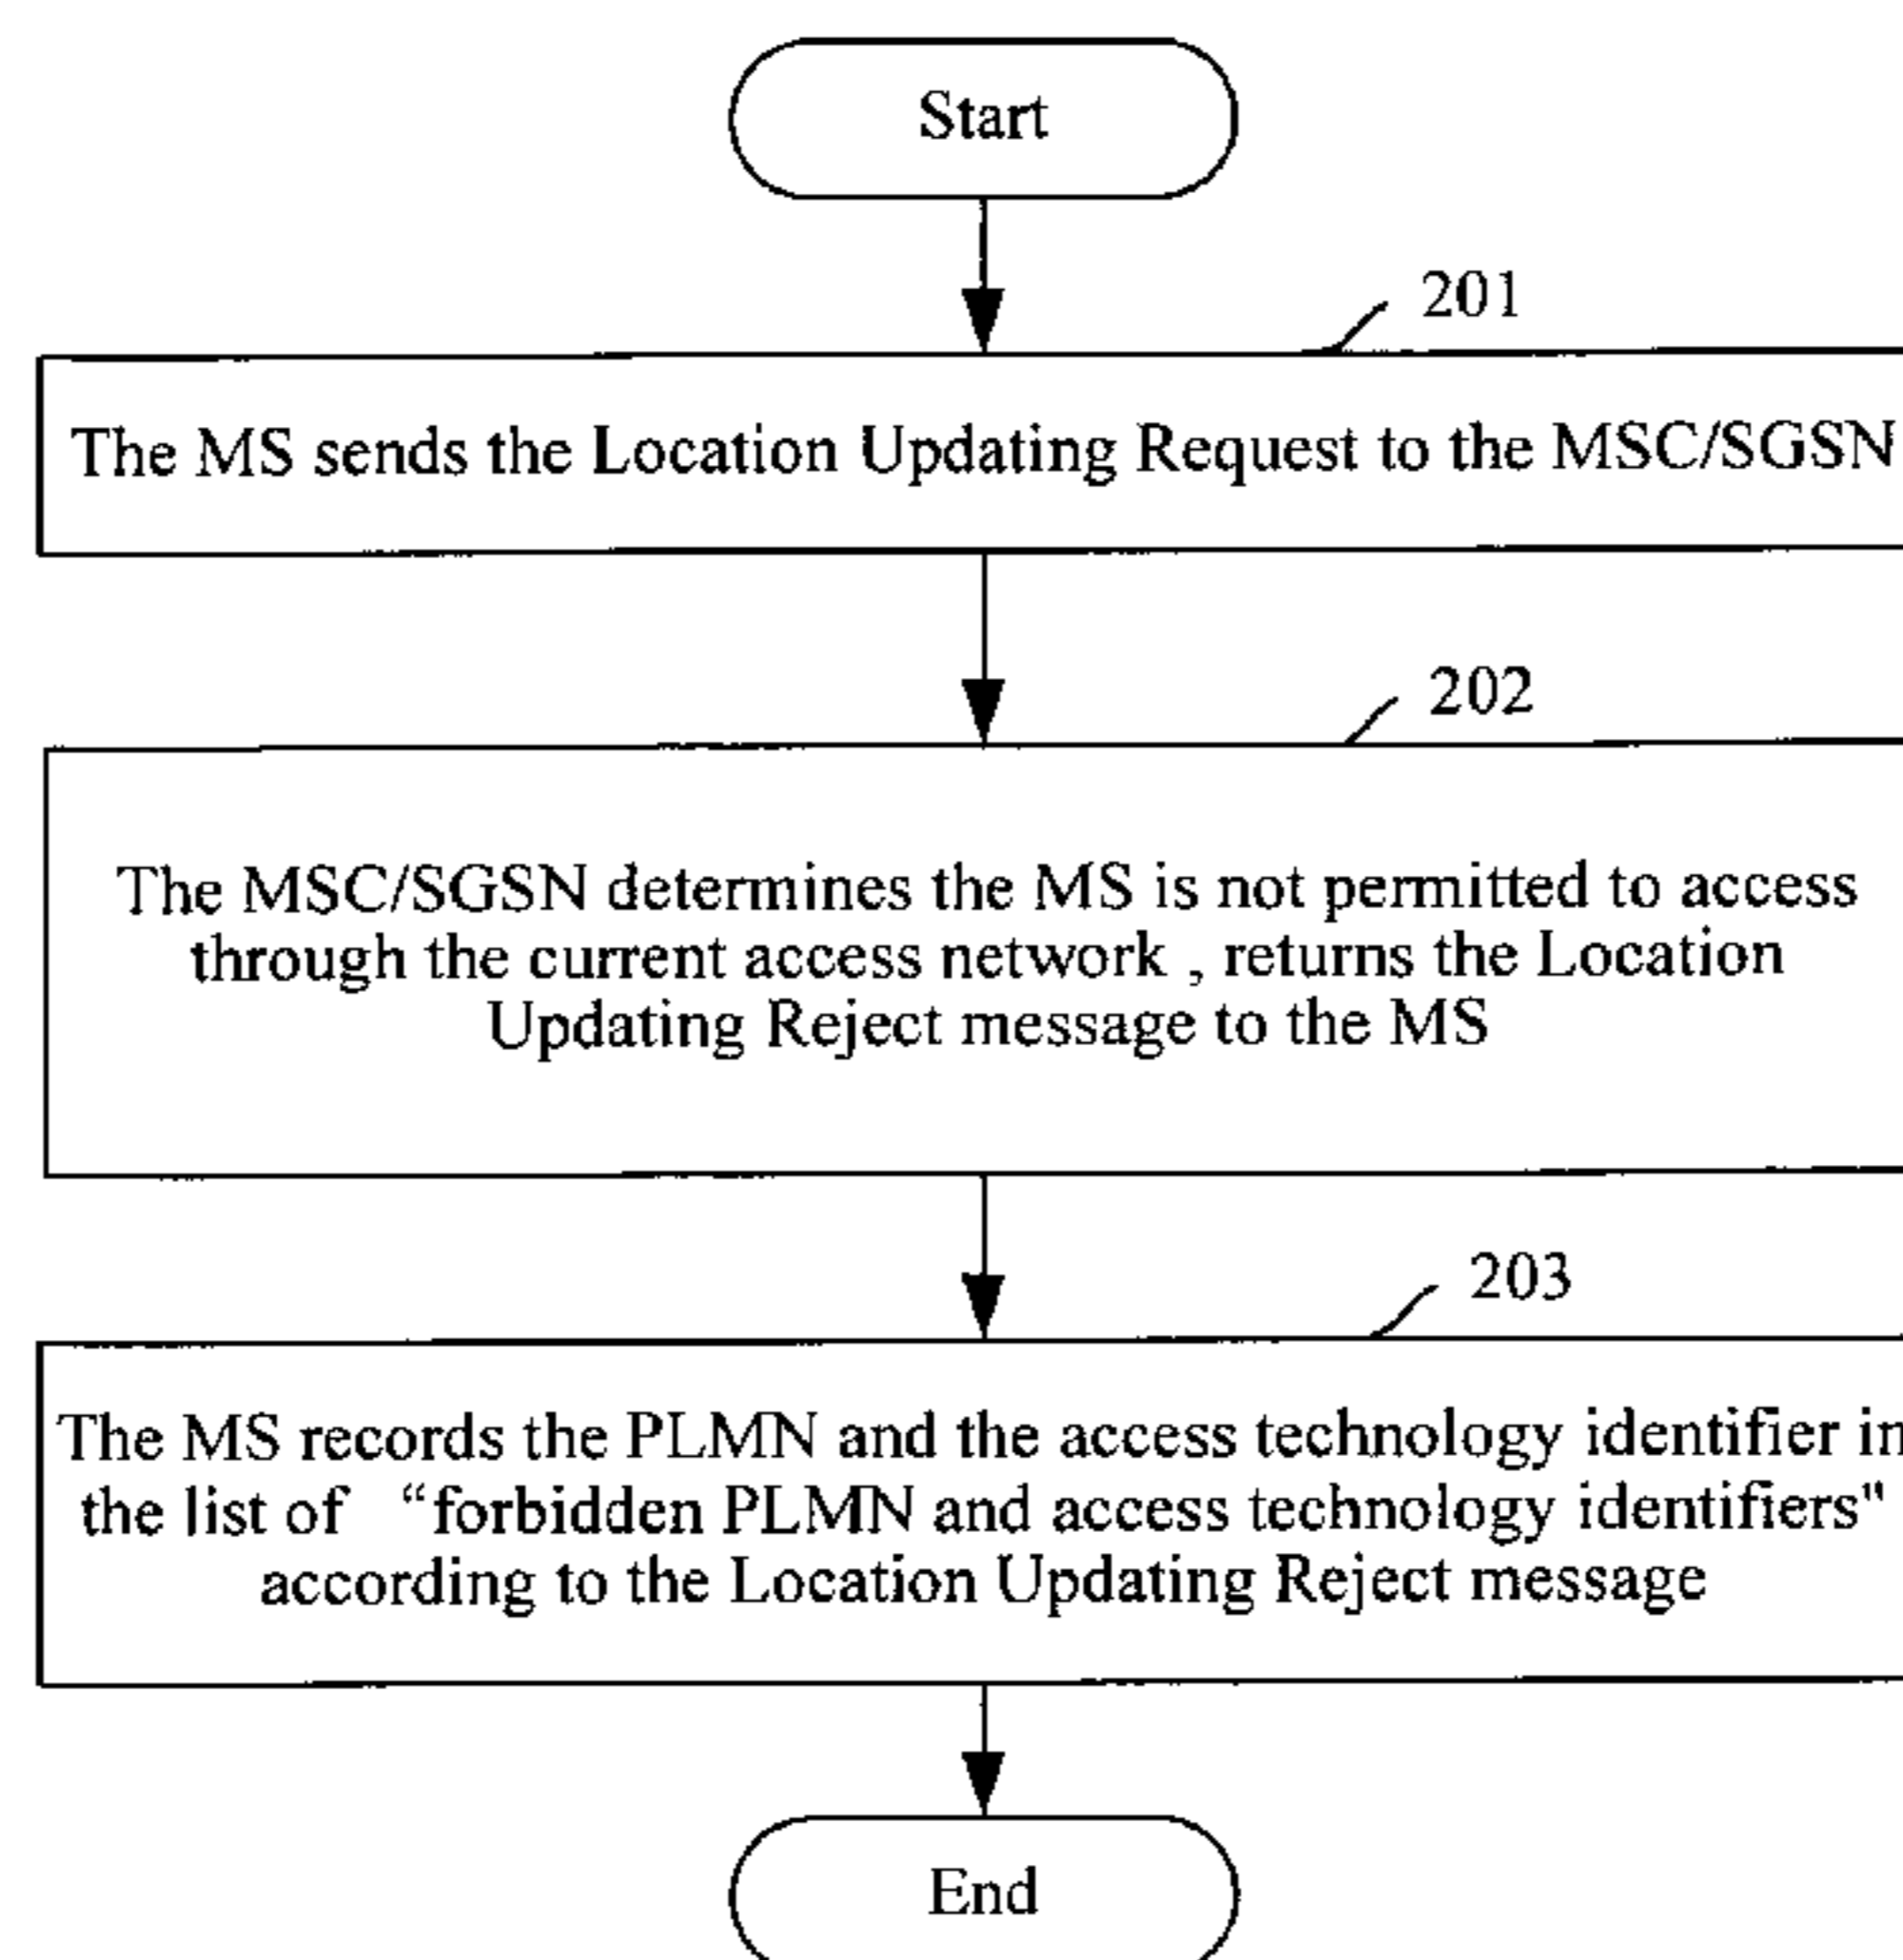 Start
201
The MS sends the Location Updating Request to the MSC/SGSN
202
The MSC/SGSN determines the MS is not permitted to access
through the current access network , returns the Location
Updating Reject message to the MS
203
The MS records the PLMN and the access technology identifier in
the list of “forbidden PLMN and access technology identifiers"
according to the Location Updating Reject message
End